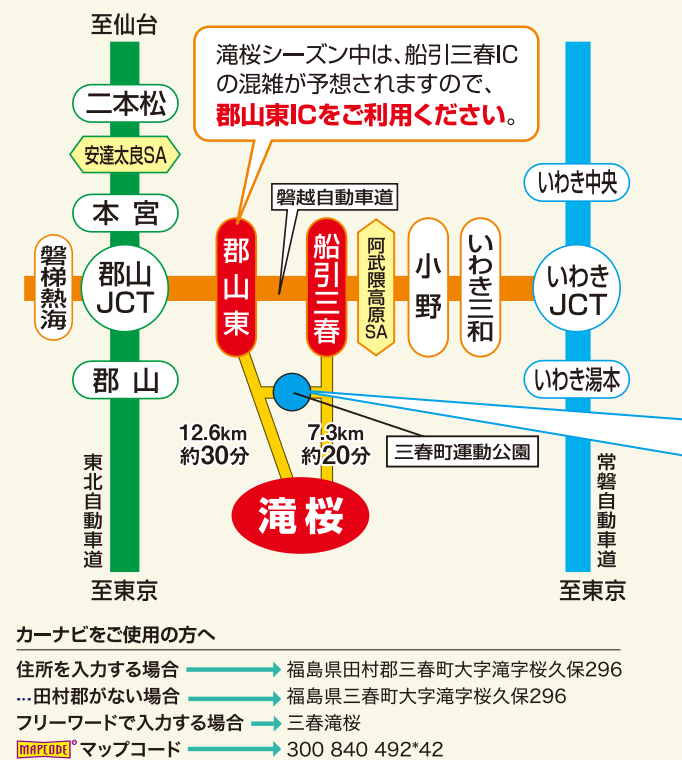 至仙台
滝桜シーズン中は、船引三春IC
の混雑が予想されますので、
郡山東ICをご利用ください。
二本松
安達太良SA
本宮
磐越自動車道
いわき中央
磐梯熱海
郡山
JCT
郡山東
船引三春
阿武隈高原SA
小野
いわき三和
いわき
JCT
郡山
いわき湯本
12.6km
約30分
7.3km
約20分
三春町運動公園
東北自動車道
常磐自動車道
滝桜
至東京
至東京
カーナビをご使用の方へ
住所を入力する場合 福島県田村郡三春町大字滝字桜久保296
...田村郡がない場合 福島県三春町大字滝字桜久保296
フリーワードで入力する場合 三春滝桜
MAPCODE® マップコード 300 840 492*42